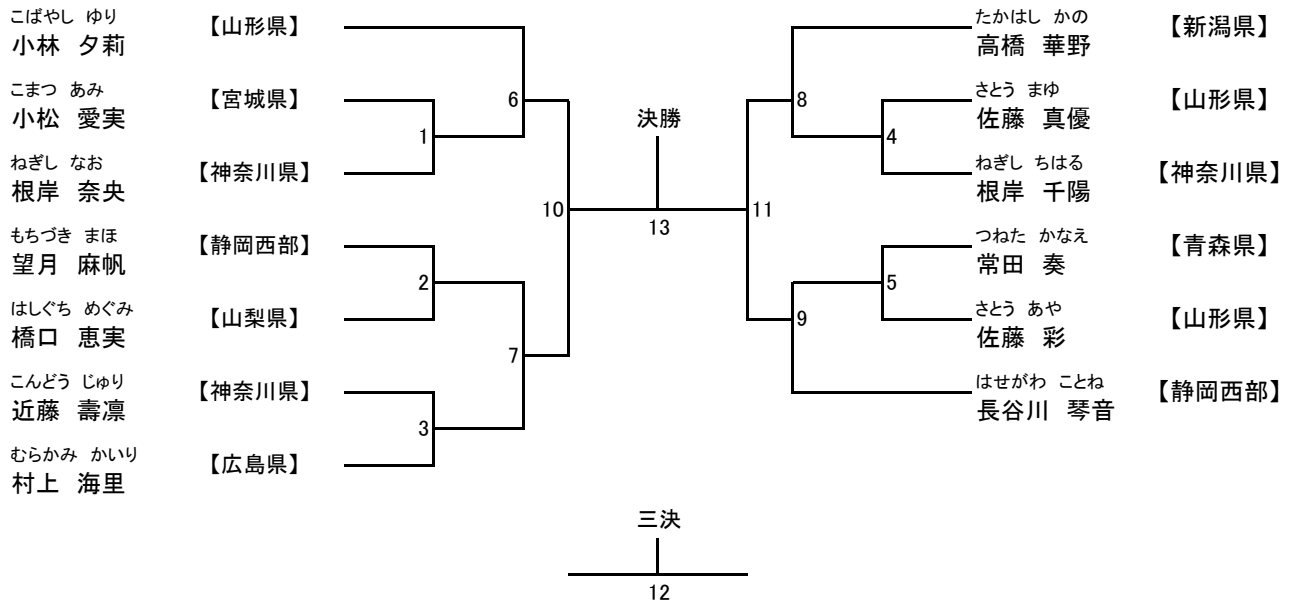 こばやし ゆり
小林 夕莉 【山形県】
こまつ あみ
小松 愛実 【宮城県】
ねぎし なお
根岸 奈央 【神奈川県】
もちづき まほ
望月 麻帆 【静岡西部】
はしぐち めぐみ
橋口 恵実 【山梨県】
こんどう じゅり
近藤 壽凛 【神奈川県】
むらかみ かいり
村上 海里 【広島県】
1
2
3
6
7
10
決勝
13
三決
12
11
8
9
4
5
たかはし かの
高橋 華野 【新潟県】
さとう まゆ
佐藤 真優 【山形県】
ねぎし ちはる
根岸 千陽 【神奈川県】
つねた かなえ
常田 奏 【青森県】
さとう あや
佐藤 彩 【山形県】
はせがわ ことね
長谷川 琴音 【静岡西部】